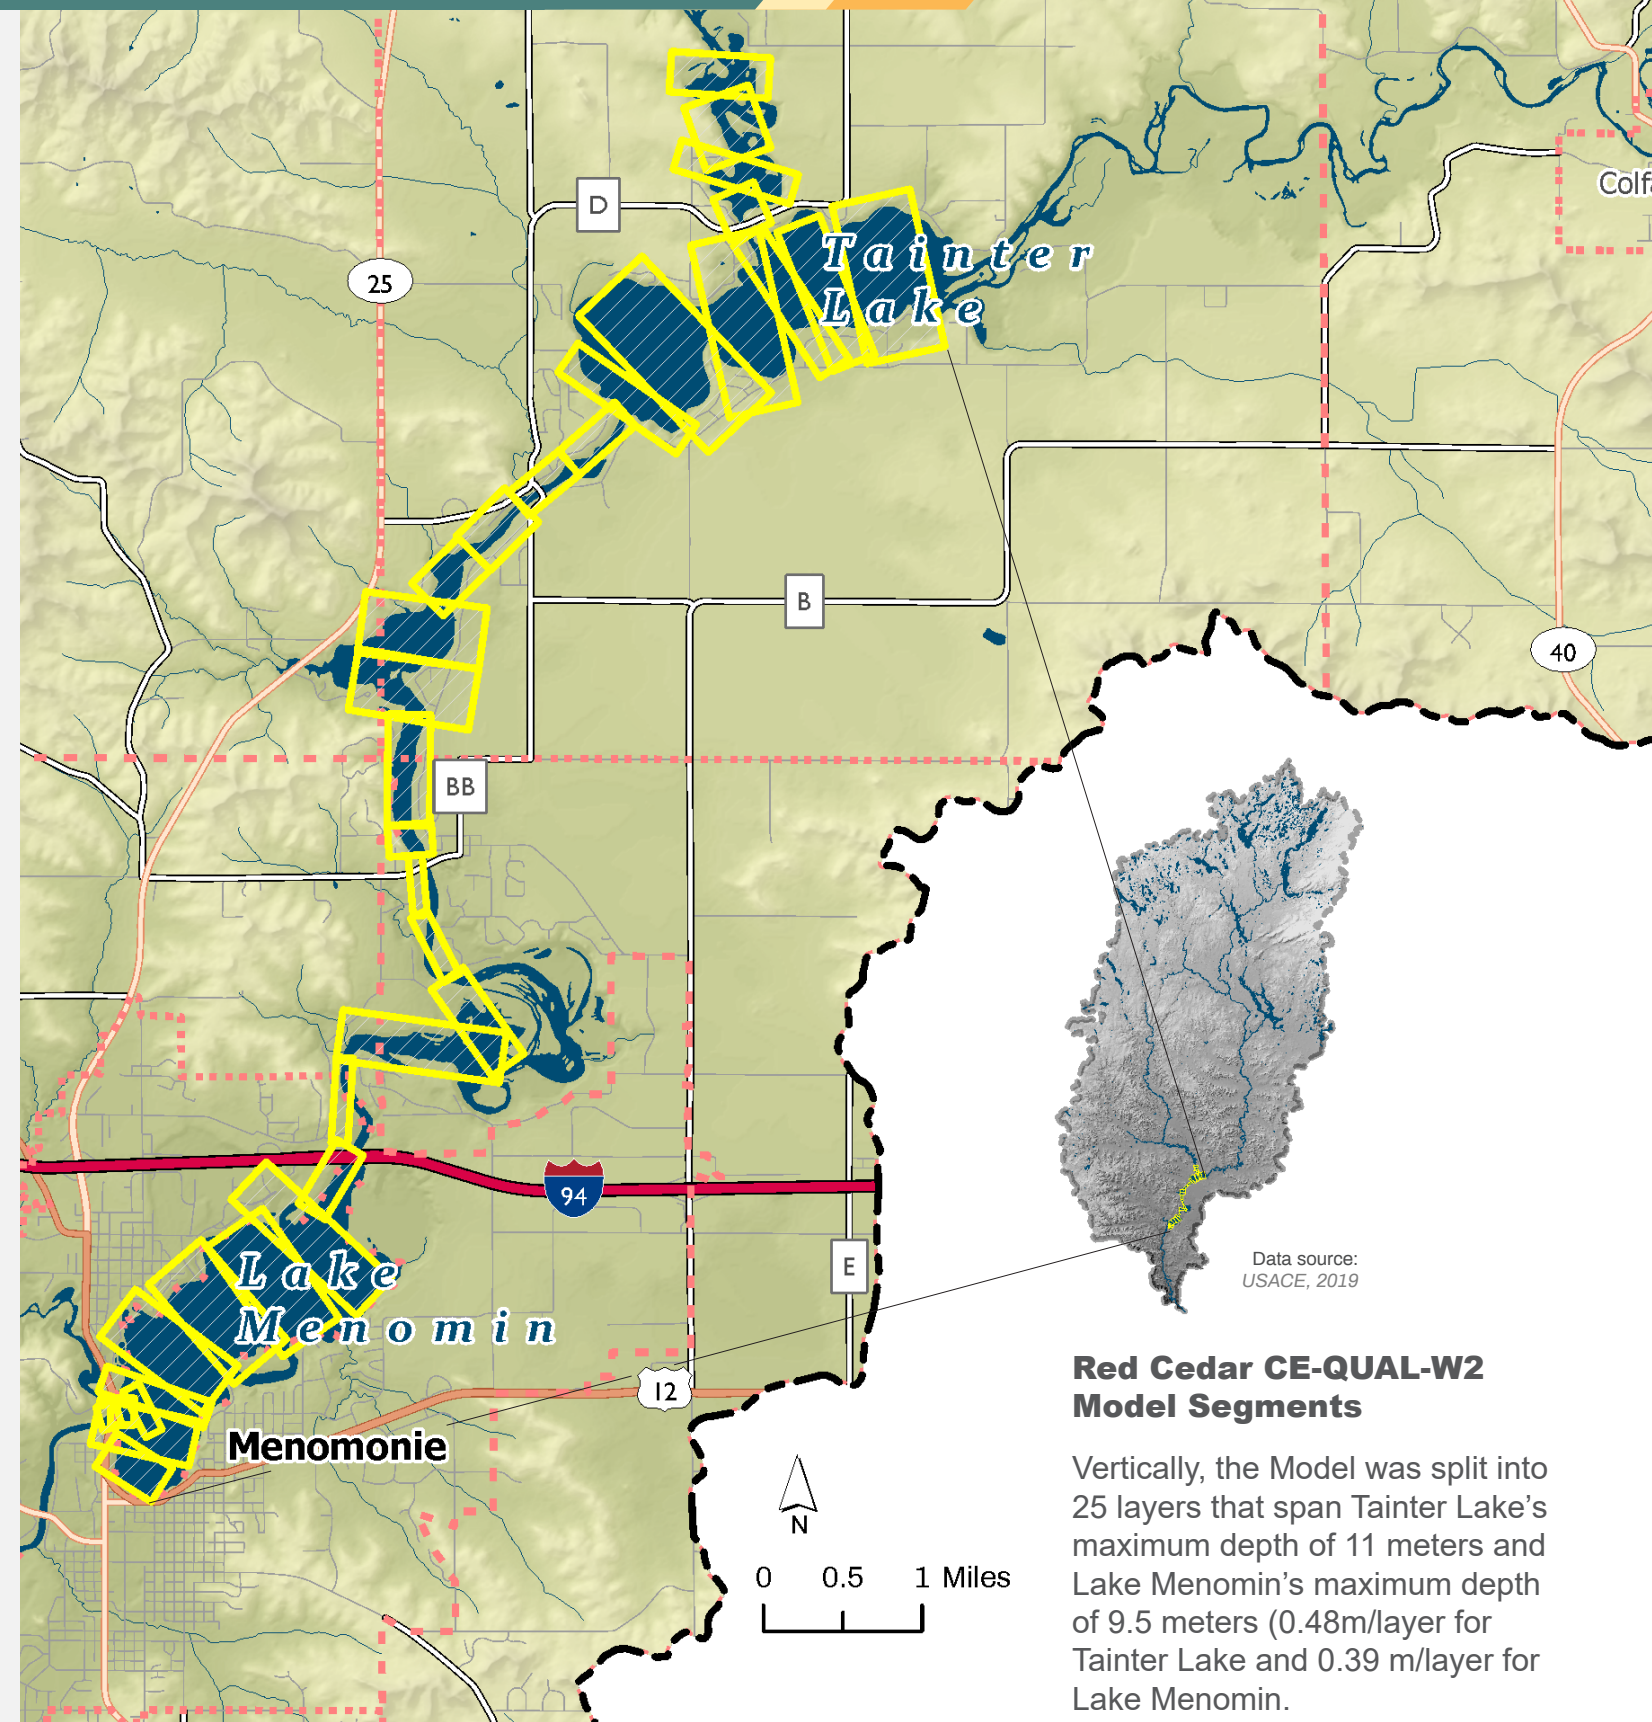 D
Colf
25
Tainter
Lake
B
40
BB
94
E
Lake
Menomin
12
Menomonie
N
0 0.5 1 Miles
Data source:
USACE, 2019
Red Cedar CE-QUAL-W2
Model Segments
Vertically, the Model was split into
25 layers that span Tainter Lake’s
maximum depth of 11 meters and
Lake Menomin’s maximum depth
of 9.5 meters (0.48m/layer for
Tainter Lake and 0.39 m/layer for
Lake Menomin.